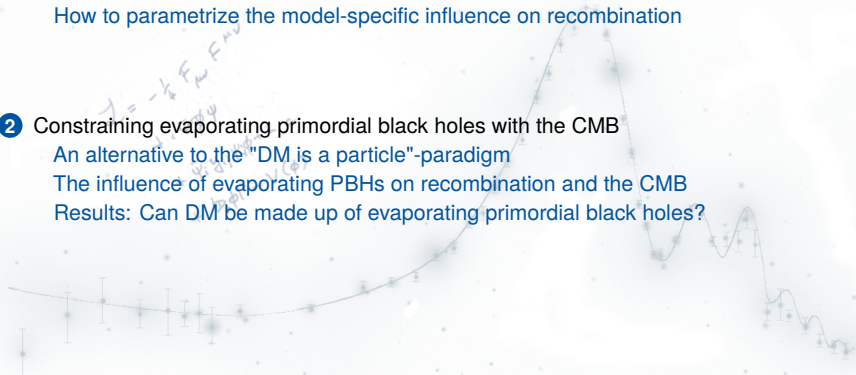 How to parametrize the model-specific influence on recombination
2 Constraining evaporating primordial black holes with the CMB
An alternative to the "DM is a particle"-paradigm
The influence of evaporating PBHs on recombination and the CMB
Results: Can DM be made up of evaporating primordial black holes?